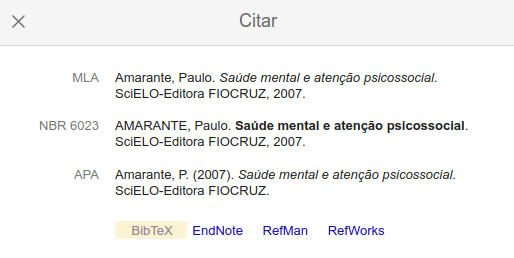 Citar
MLA Amarante, Paulo. Saúde mental e atenção psicossocial.
SciELO-Editora FIOCRUZ, 2007.
NBR 6023 AMARANTE, Paulo. Saúde mental e atenção psicossocial.
SciELO-Editora FIOCRUZ, 2007.
APA Amarante, P. (2007). Saúde mental e atenção psicossocial.
SciELO-Editora FIOCRUZ.
BibTeX EndNote RefMan RefWorks